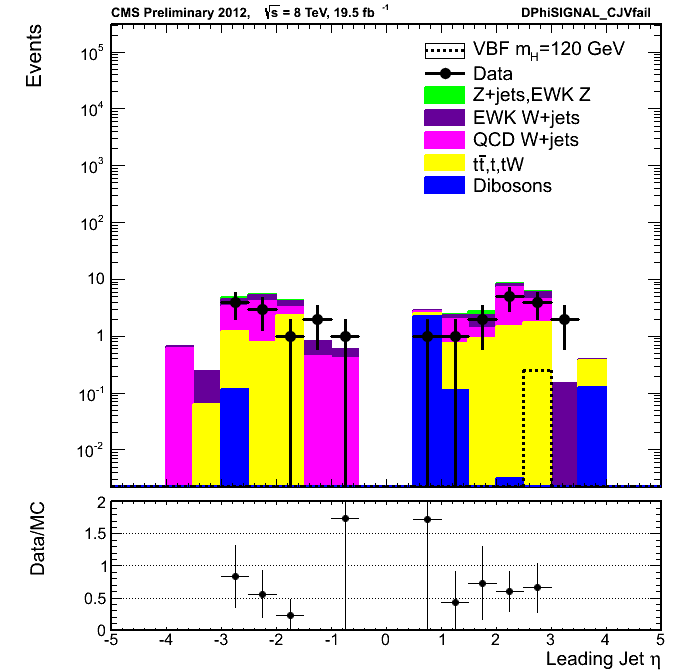 CMS Preliminary 2012, √s = 8 TeV, 19.5 fb⁻¹ DPhiSIGNAL_CJVfail
Events
10⁵
10⁴
10³
10²
10
1
10⁻¹
10⁻²
VBF m_H=120 GeV
Data
Z+jets,EWK Z
EWK W+jets
QCD W+jets
tt̅,t,tW
Dibosons
Data/MC
2
1.5
1
0.5
0
-5 -4 -3 -2 -1 0 1 2 3 4 5
Leading Jet η